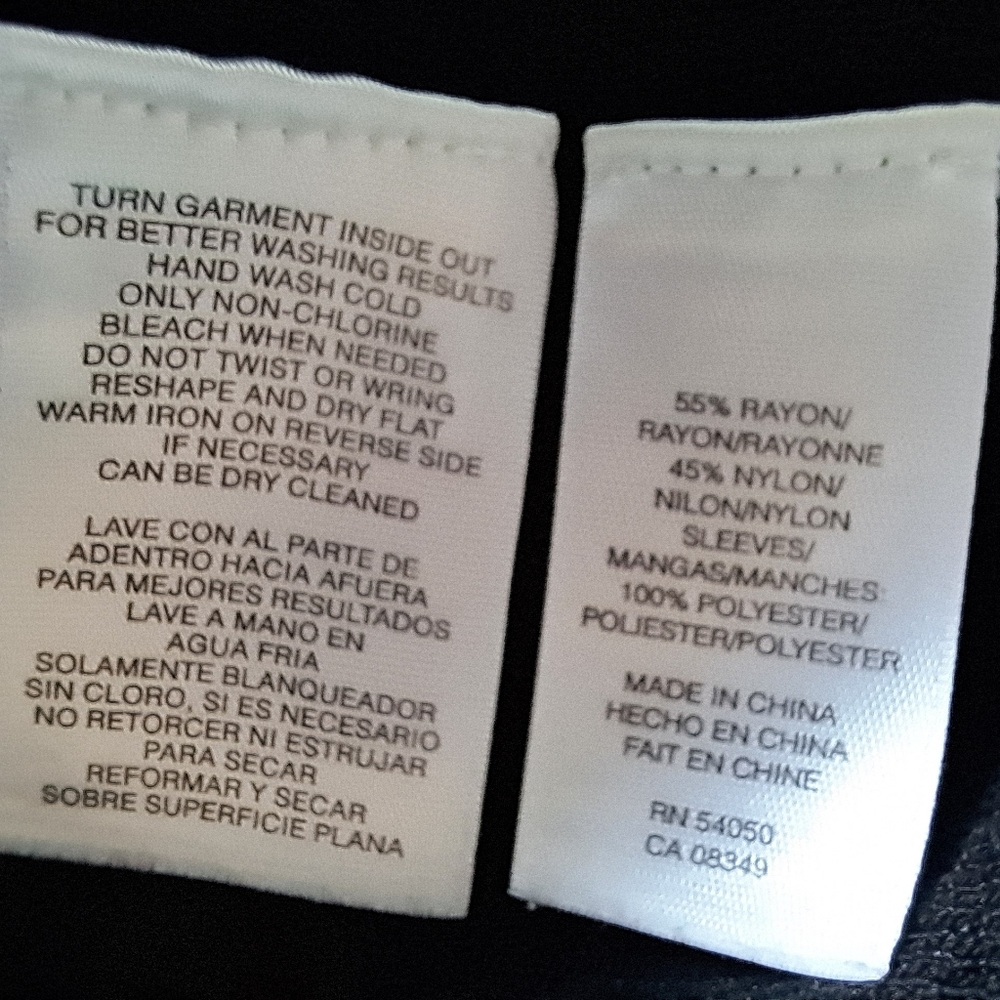 TURN GARMENT INSIDE OUT
FOR BETTER WASHING RESULTS
HAND WASH COLD
ONLY NON-CHLORINE
BLEACH WHEN NEEDED
DO NOT TWIST OR WRING
RESHAPE AND DRY FLAT
WARM IRON ON REVERSE SIDE
IF NECESSARY
CAN BE DRY CLEANED
LAVE CON AL PARTE DE
ADENTRO HACIA AFUERA
PARA MEJORES RESULTADOS
LAVE A MANO EN
AGUA FRIA
SOLAMENTE BLANQUEADOR
SIN CLORO, SI ES NECESARIO
NO RETORCER NI ESTRUJAR
PARA SECAR
REFORMAR Y SECAR
SOBRE SUPERFICIE PLANA
55% RAYON/
RAYON/RAYONNE
45% NYLON/
NILON/NYLON
SLEEVES/
MANGAS/MANCHES:
100% POLYESTER/
POLIESTER/POLYESTER
MADE IN CHINA
HECHO EN CHINA
FAIT EN CHINE
RN 54050
CA 08349